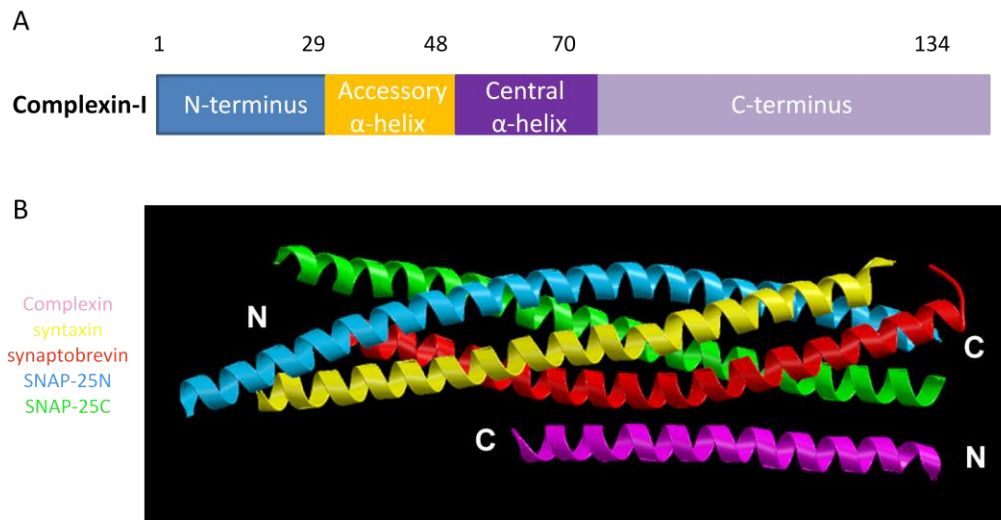 A
1 29 48 70 134
Complexin-I N-terminus Accessory α-helix Central α-helix C-terminus
B
Complexin
syntaxin
synaptobrevin
SNAP-25N
SNAP-25C
N
C
C
N